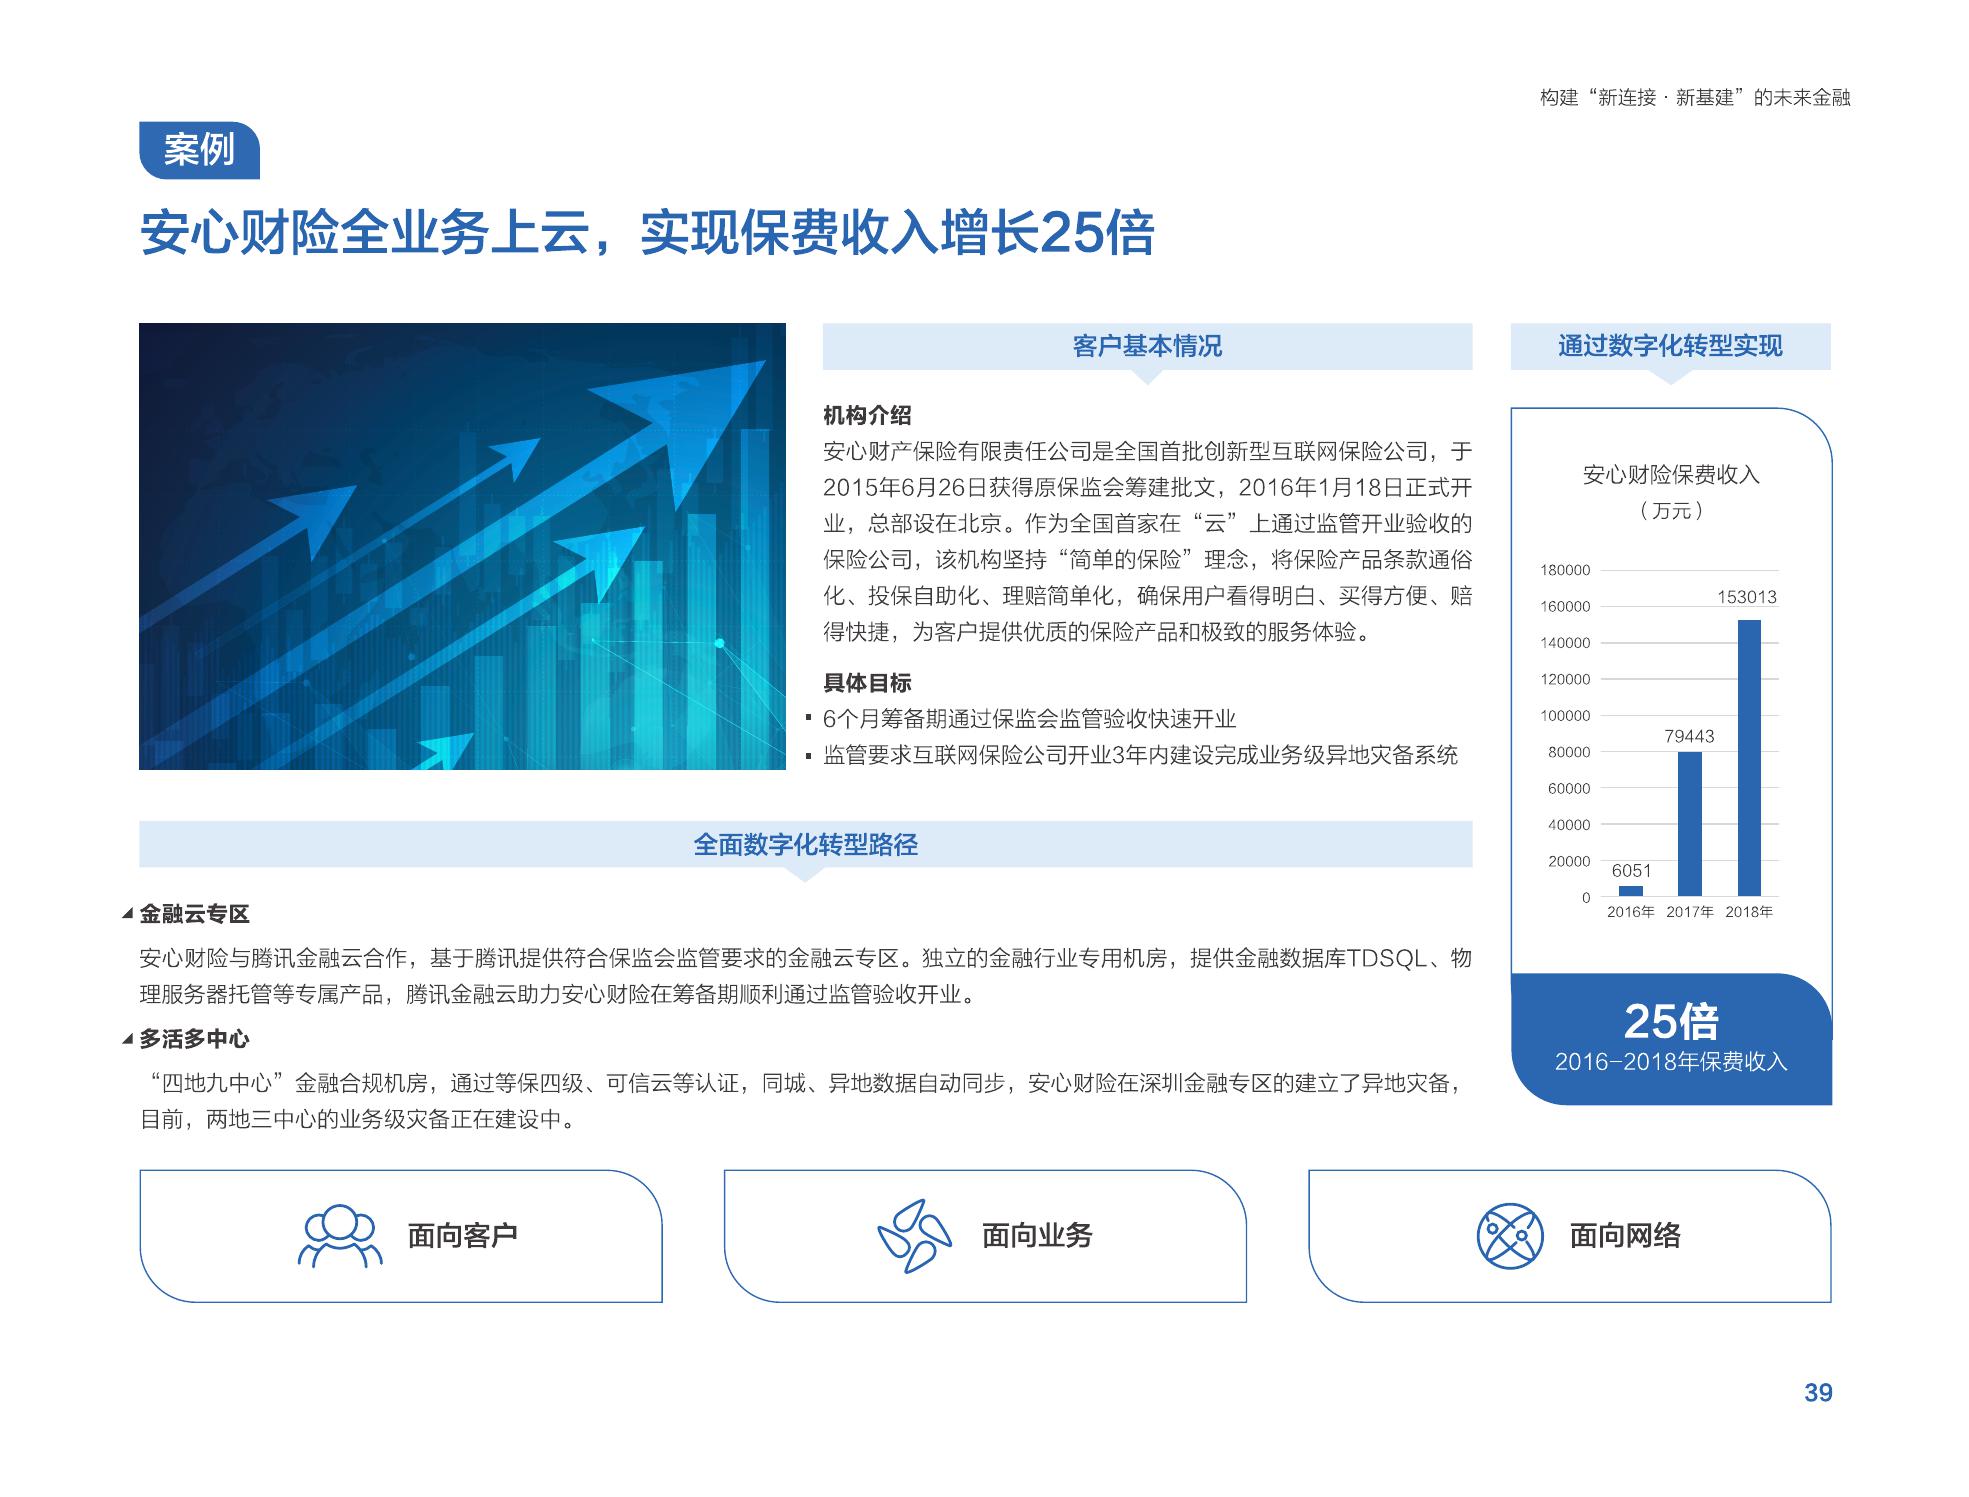 构建“新连接·新基建”的未来金融
案例
安心财险全业务上云，实现保费收入增长25倍
客户基本情况
机构介绍
安心财产保险有限责任公司是全国首批创新型互联网保险公司，于
2015年6月26日获得原保监会筹建批文，2016年1月18日正式开
业，总部设在北京。作为全国首家在“云”上通过监管开业验收的
保险公司，该机构坚持“简单的保险”理念，将保险产品条款通俗
化、投保自助化、理赔简单化，确保用户看得明白、买得方便、赔
得快捷，为客户提供优质的保险产品和极致的服务体验。
具体目标
▪ 6个月筹备期通过保监会监管验收快速开业
▪ 监管要求互联网保险公司开业3年内建设完成业务级异地灾备系统
通过数字化转型实现
安心财险保费收入
（万元）
180000
160000
140000
120000
100000
80000
60000
40000
20000
0
6051
79443
153013
2016年 2017年 2018年
25倍
2016-2018年保费收入
全面数字化转型路径
金融云专区
安心财险与腾讯金融云合作，基于腾讯提供符合保监会监管要求的金融云专区。独立的金融行业专用机房，提供金融数据库TDSQL、物
理服务器托管等专属产品，腾讯金融云助力安心财险在筹备期顺利通过监管验收开业。
多活多中心
“四地九中心”金融合规机房，通过等保四级、可信云等认证，同城、异地数据自动同步，安心财险在深圳金融专区的建立了异地灾备，
目前，两地三中心的业务级灾备正在建设中。
面向客户
面向业务
面向网络
39